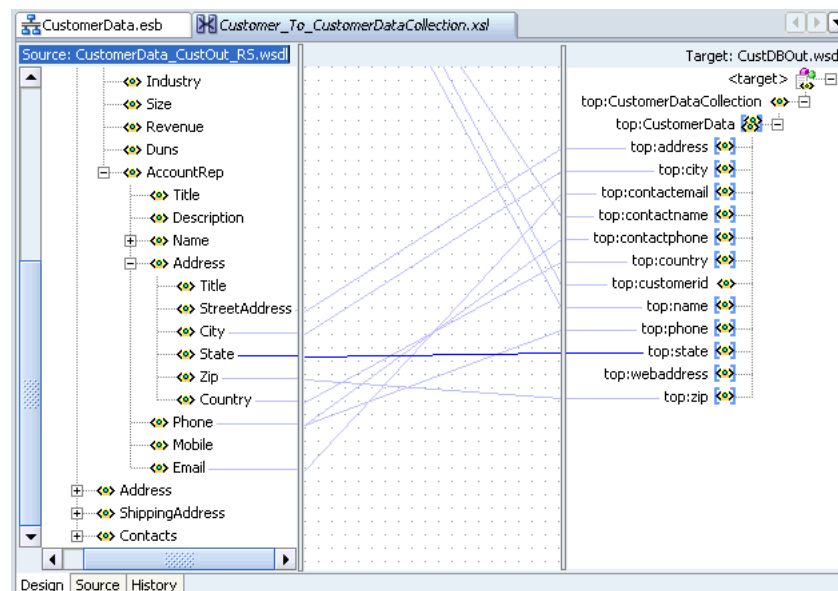 CustomerData.esb
Customer_To_CustomerDataCollection.xsl
Source: CustomerData_CustOut_RS.wsdl
Industry
Size
Revenue
Duns
AccountRep
Title
Description
Name
Address
Title
StreetAddress
City
State
Zip
Country
Phone
Mobile
Email
Address
ShippingAddress
Contacts
Target: CustDBOut.wsd
<target>
top:CustomerDataCollection
top:CustomerData
top:address
top:city
top:contactemail
top:contactname
top:contactphone
top:country
top:customerid
top:name
top:phone
top:state
top:webaddress
top:zip
Design Source History